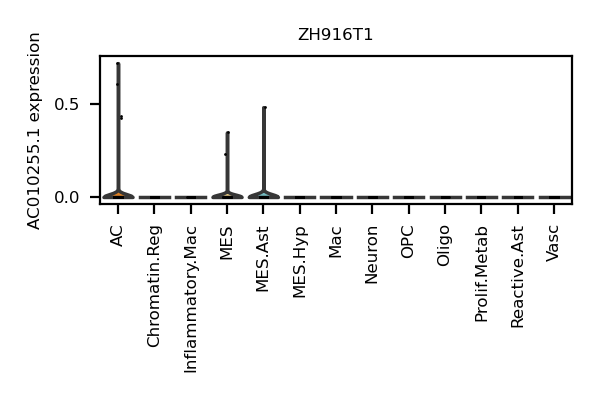 ZH916T1
AC010255.1 expression
0.5
0.0
AC
Chromatin.Reg
Inflammatory.Mac
MES
MES.Ast
MES.Hyp
Mac
Neuron
OPC
Oligo
Prolif.Metab
Reactive.Ast
Vasc